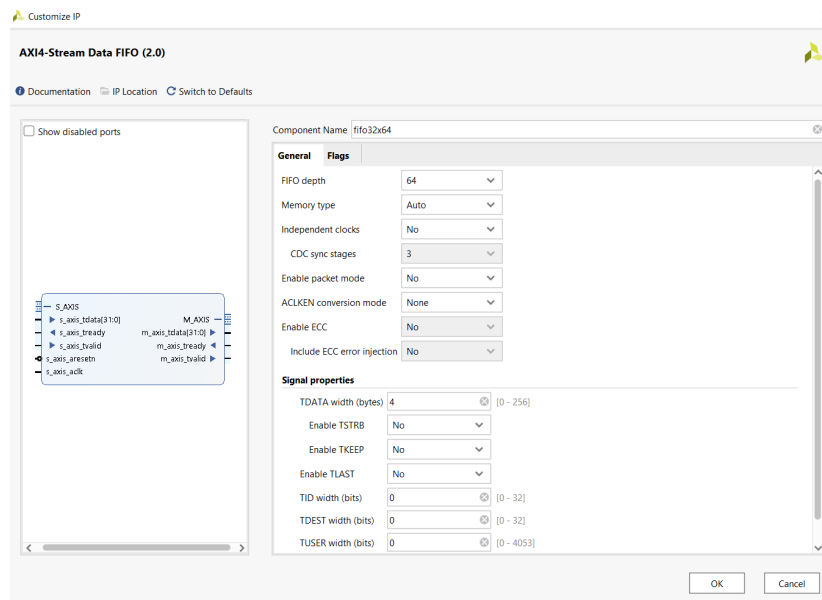 Customize IP
AXI4-Stream Data FIFO (2.0)
Documentation IP Location Switch to Defaults
Show disabled ports
S_AXIS
s_axis_tdata[31:0]
s_axis_tready
s_axis_tvalid
s_axis_aresetn
s_axis_aclk
M_AXIS
m_axis_tdata[31:0]
m_axis_tready
m_axis_tvalid
Component Name fifo32x64
General Flags
FIFO depth 64
Memory type Auto
Independent clocks No
CDC sync stages 3
Enable packet mode No
ACLKEN conversion mode None
Enable ECC No
Include ECC error injection No
Signal properties
TDATA width (bytes) 4 [0 - 256]
Enable TSTRB No
Enable TKEEP No
Enable TLAST No
TID width (bits) 0 [0 - 32]
TDEST width (bits) 0 [0 - 32]
TUSER width (bits) 0 [0 - 4053]
OK Cancel